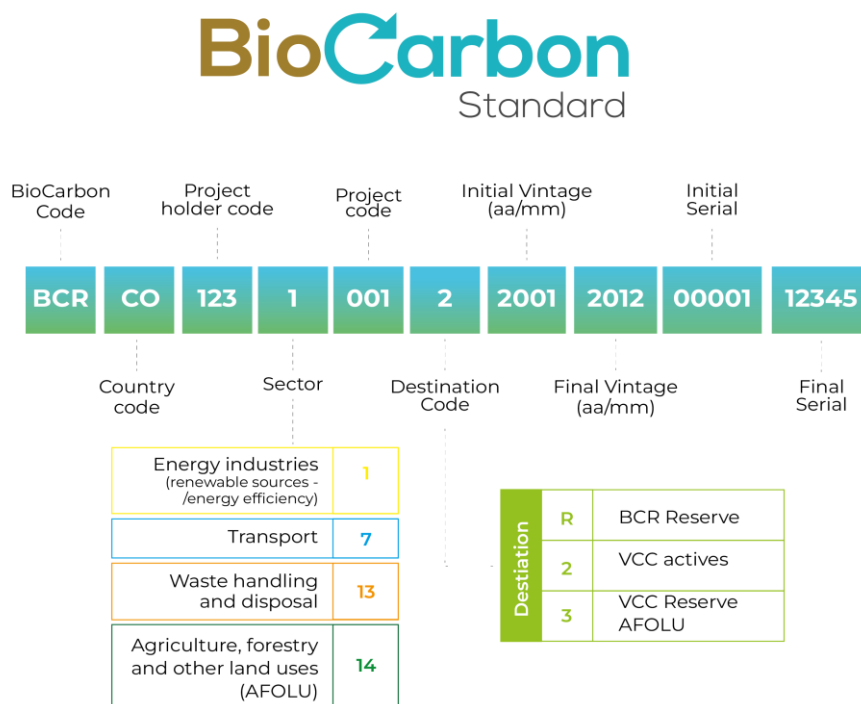 BioCarbon
Standard
BioCarbon
Code
Project
holder code
Project
code
Initial Vintage
(aa/mm)
Initial
Serial
BCR
CO
123
1
001
2
2001
2012
00001
12345
Country
code
Sector
Destination
Code
Final Vintage
(aa/mm)
Final
Serial
Energy industries
(renewable sources -
/energy efficiency)
1
Transport
7
Waste handling
and disposal
13
Agriculture, forestry
and other land uses
(AFOLU)
14
Destiation
R
BCR Reserve
2
VCC actives
3
VCC Reserve
AFOLU